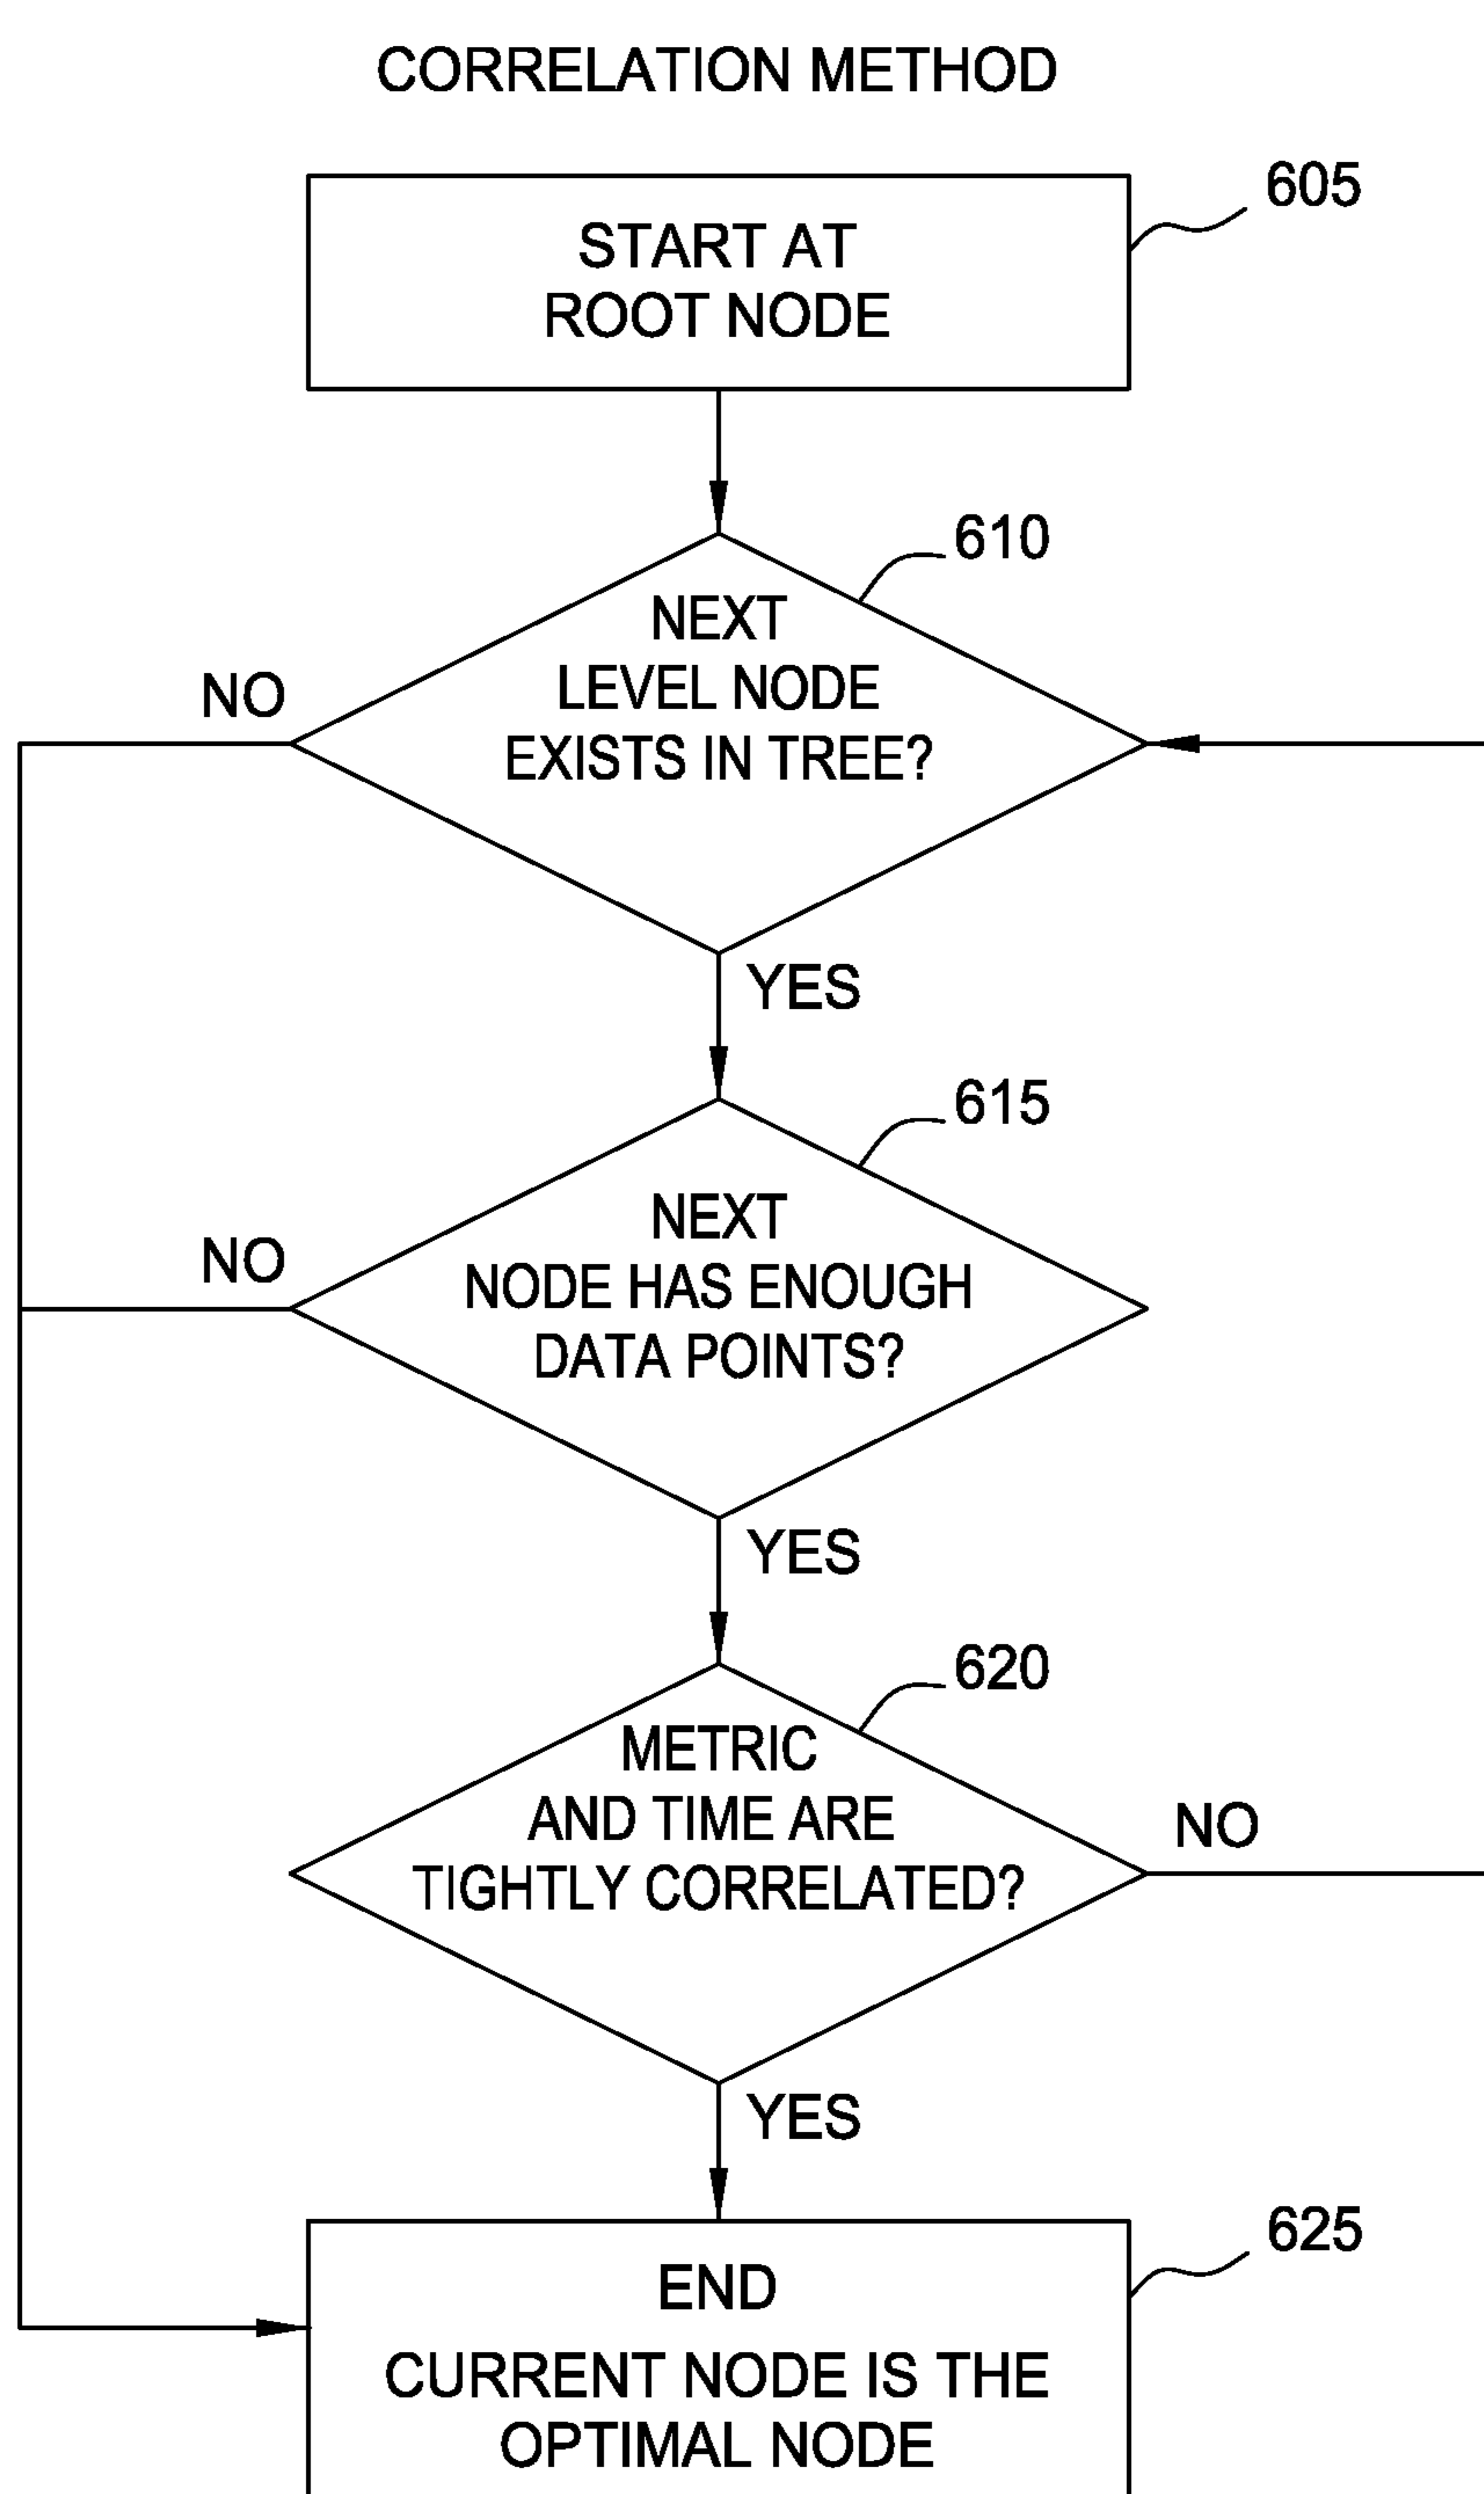 CORRELATION METHOD
605
START AT
ROOT NODE
610
NEXT
LEVEL NODE
EXISTS IN TREE?
NO
YES
615
NEXT
NODE HAS ENOUGH
DATA POINTS?
NO
YES
620
METRIC
AND TIME ARE
TIGHTLY CORRELATED?
NO
YES
625
END
CURRENT NODE IS THE
OPTIMAL NODE